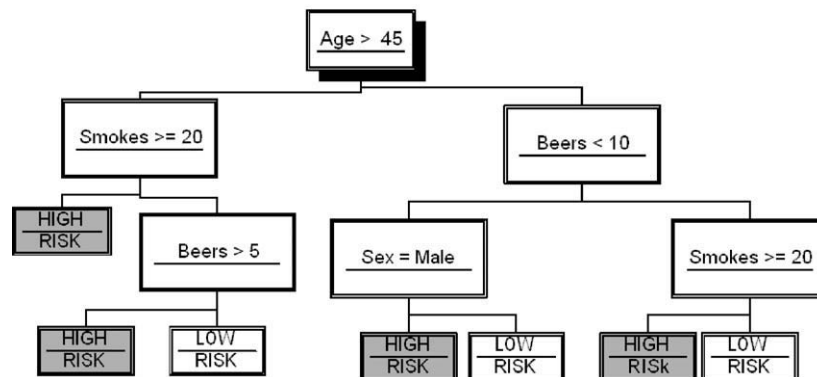 Age > 45
Smokes >= 20
Beers < 10
HIGH
RISK
Beers > 5
Sex = Male
Smokes >= 20
HIGH
RISK
LOW
RISK
HIGH
RISK
LOW
RISK
HIGH
RISk
LOW
RISK